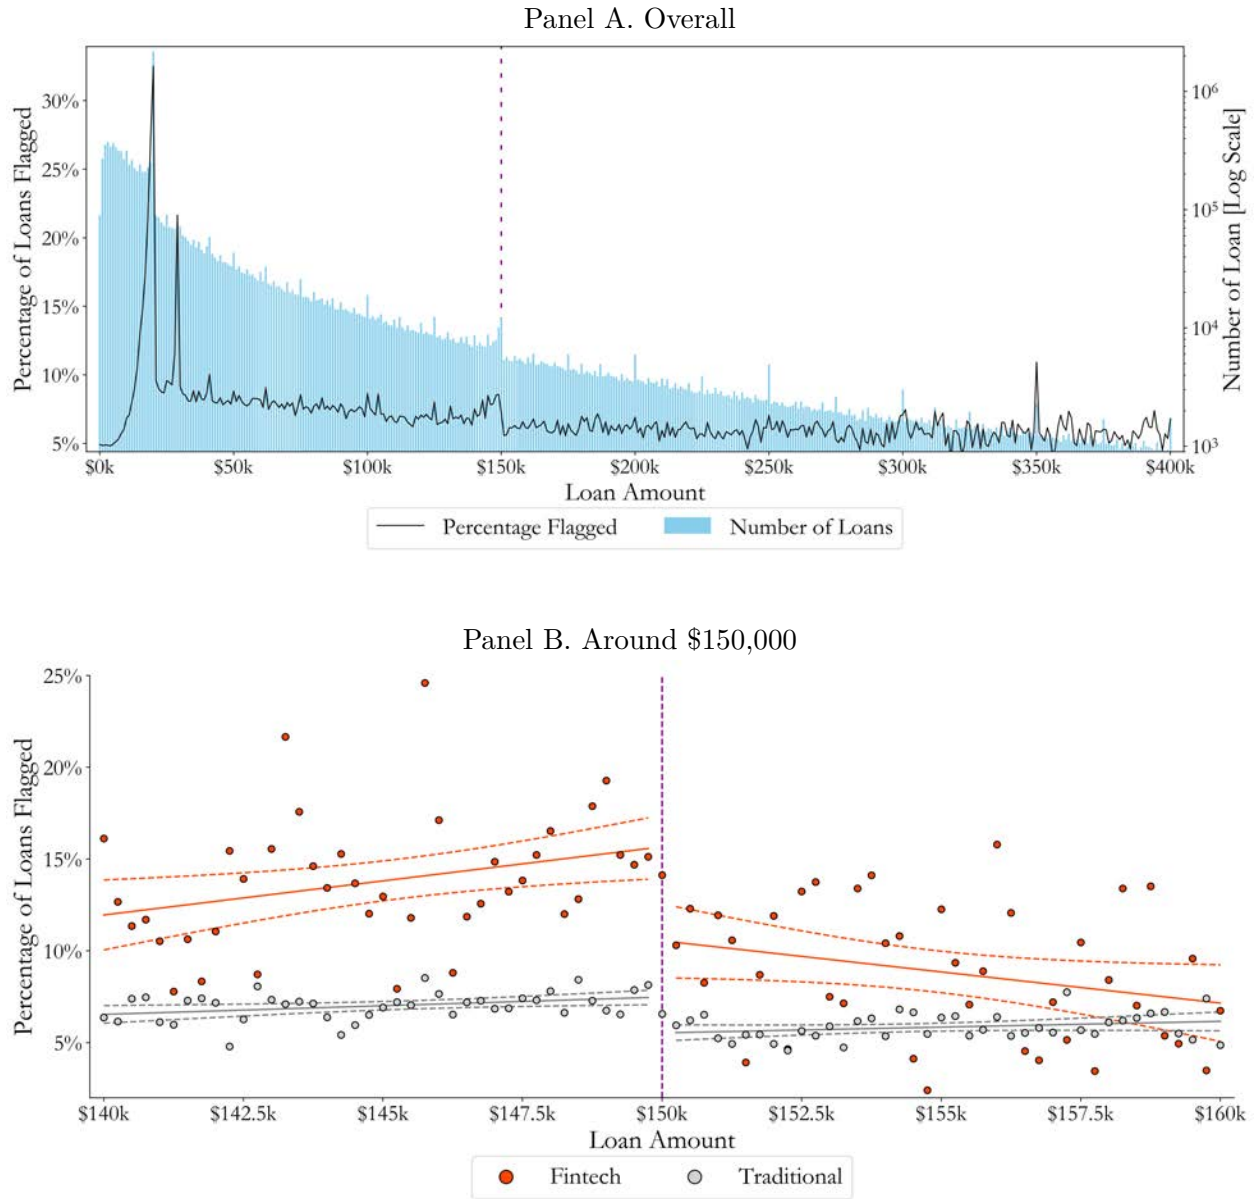 Panel A. Overall
Percentage of Loans Flagged
30%
25%
20%
15%
10%
5%
10^6
10^5
10^4
10^3
Number of Loan [Log Scale]
$0k $50k $100k $150k $200k $250k $300k $350k $400k
Loan Amount
Percentage Flagged Number of Loans
Panel B. Around $150,000
Percentage of Loans Flagged
25%
20%
15%
10%
5%
$140k $142.5k $145k $147.5k $150k $152.5k $155k $157.5k $160k
Loan Amount
Fintech Traditional